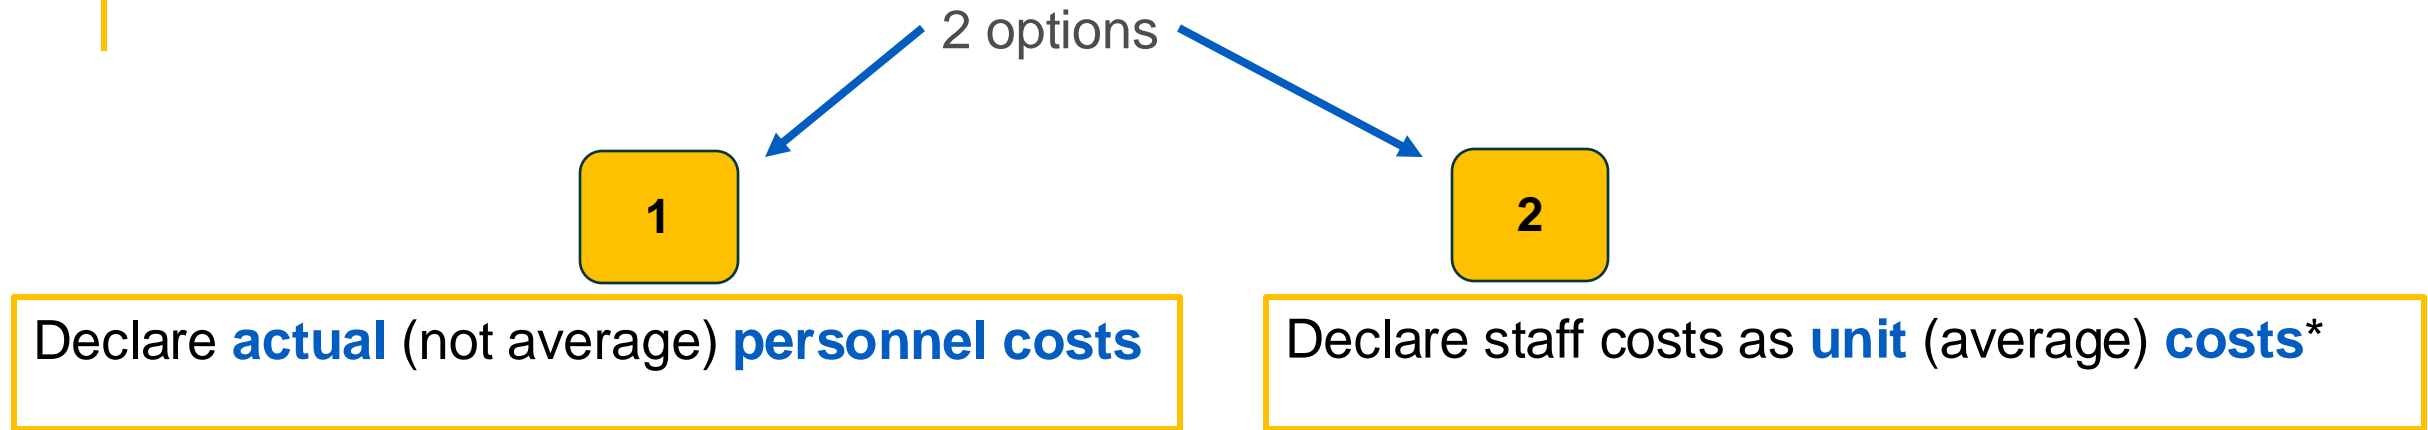 2 options
1
2
Declare actual (not average) personnel costs
Declare staff costs as unit (average) costs*